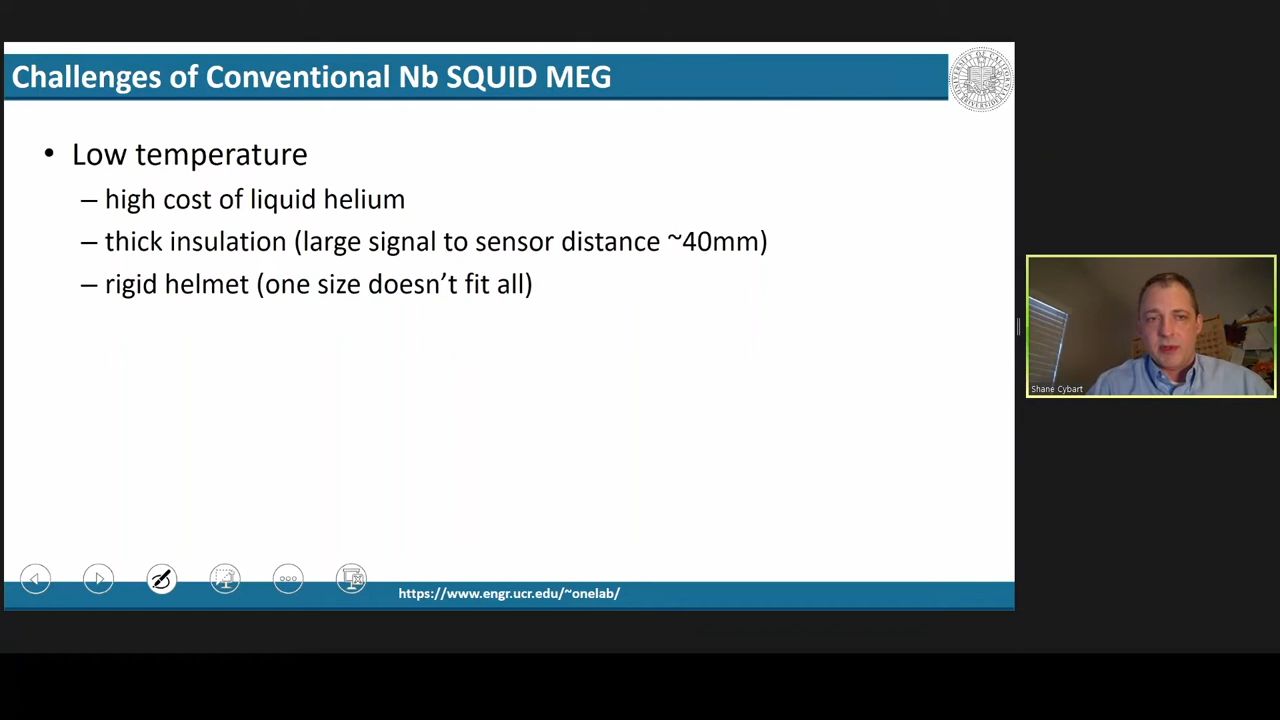 Challenges of Conventional Nb SQUID MEG
• Low temperature
– high cost of liquid helium
– thick insulation (large signal to sensor distance ~40mm)
– rigid helmet (one size doesn’t fit all)
Shane Cybart
https://www.engr.ucr.edu/~onelab/